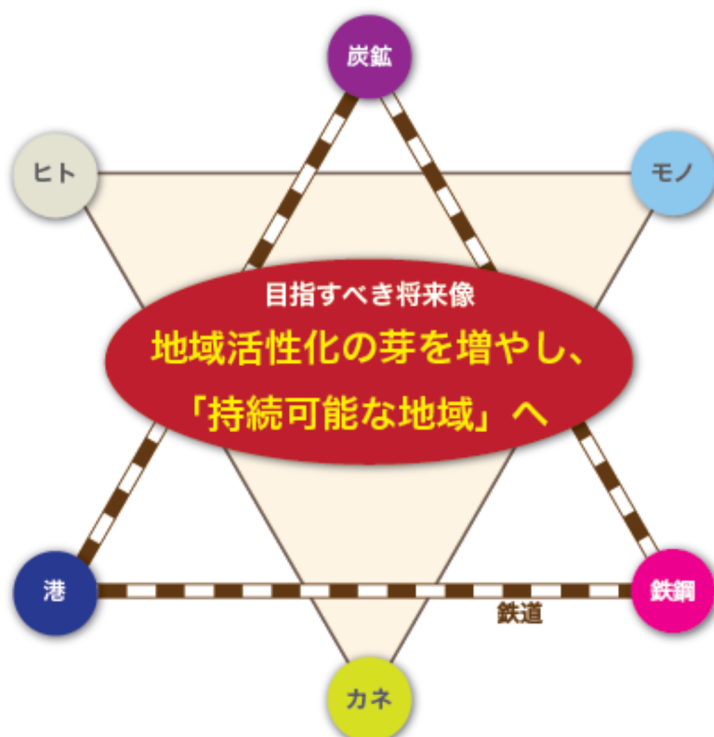 炭鉱
ヒト
モノ
目指すべき将来像
地域活性化の芽を増やし、
「持続可能な地域」へ
港
鉄鋼
鉄道
カネ